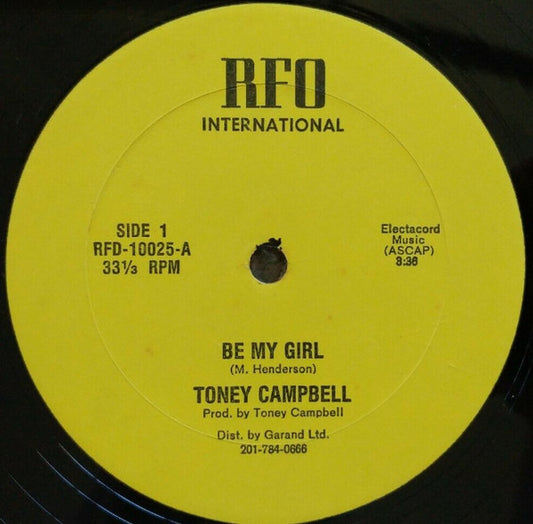 RFO
INTERNATIONAL
SIDE 1
RFD-10025-A
33⅓ RPM
Electacord
Music
(ASCAP)
8:36
BE MY GIRL
(M. Henderson)
TONEY CAMPBELL
Prod. by Toney Campbell
Dist. by Garand Ltd.
201-784-0666